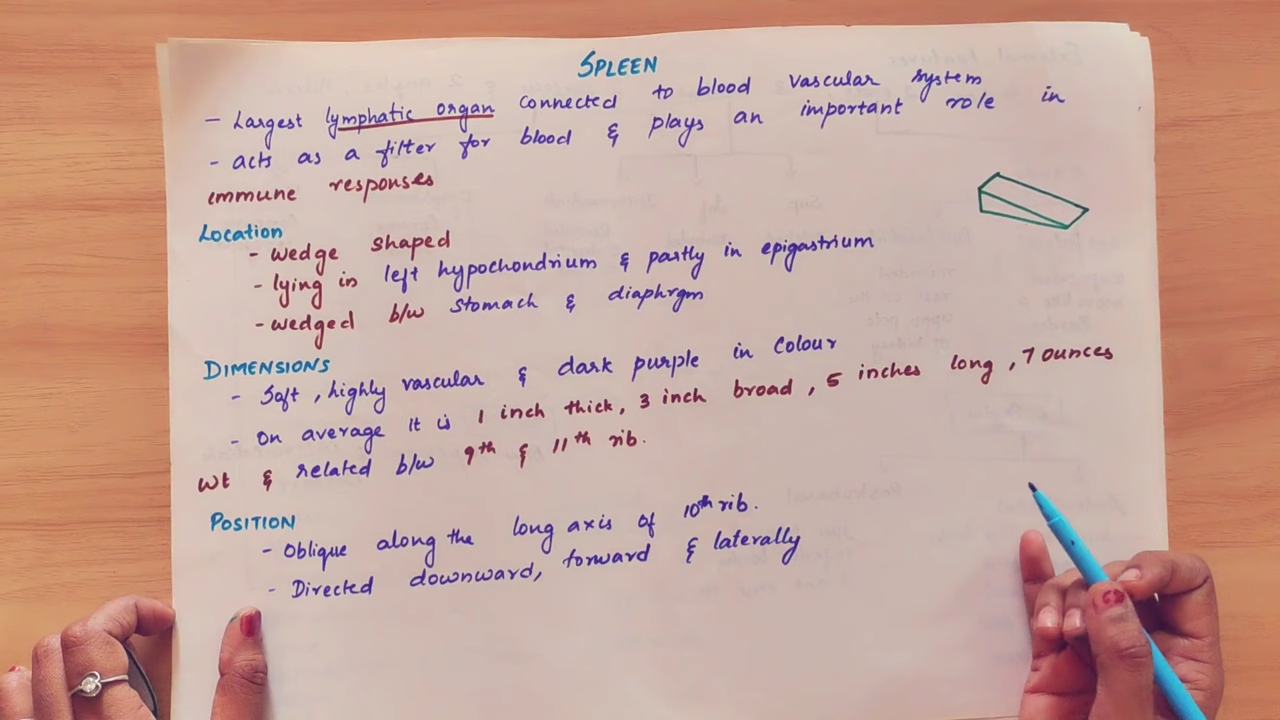 SPLEEN
- Largest lymphatic organ connected to blood vascular system
- acts as a filter for blood & plays an important role in
immune responses
Location
- wedge shaped
- lying in left hypochondrium & partly in epigastrium
- wedged b/w stomach & diaphrgm
DIMENSIONS
- Soft, highly vascular & dark purple in colour
- On average it is 1 inch thick, 3 inch broad, 5 inches long, 7 ounces
wt & related b/w 9th & 11th rib.
POSITION
- Oblique along the long axis of 10th rib.
- Directed downward, forward & laterally